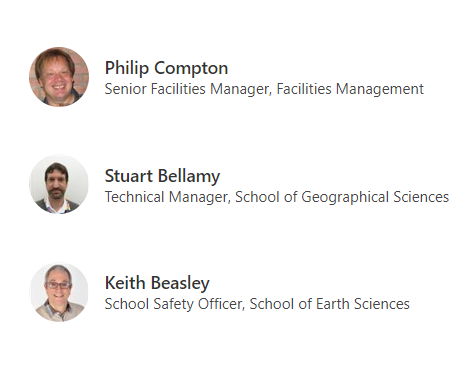 Philip Compton
Senior Facilities Manager, Facilities Management
Stuart Bellamy
Technical Manager, School of Geographical Sciences
Keith Beasley
School Safety Officer, School of Earth Sciences